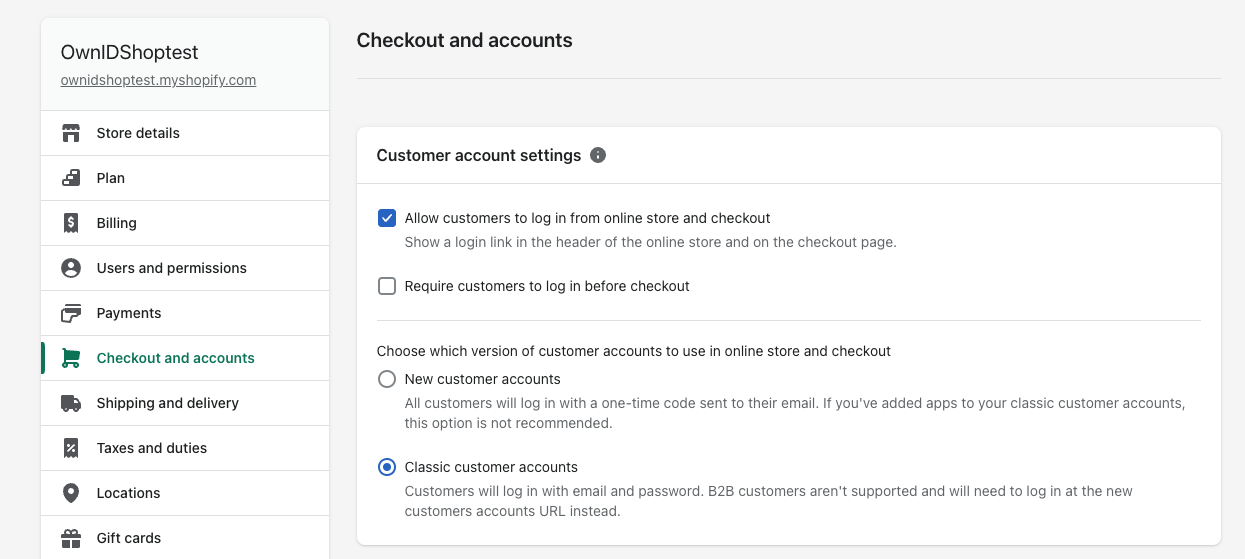 OwnIDShoptest
ownidshoptest.myshopify.com
Store details
Plan
Billing
Users and permissions
Payments
Checkout and accounts
Shipping and delivery
Taxes and duties
Locations
Gift cards
Checkout and accounts
Customer account settings
Allow customers to log in from online store and checkout
Show a login link in the header of the online store and on the checkout page.
Require customers to log in before checkout
Choose which version of customer accounts to use in online store and checkout
New customer accounts
All customers will log in with a one-time code sent to their email. If you've added apps to your classic customer accounts,
this option is not recommended.
Classic customer accounts
Customers will log in with email and password. B2B customers aren't supported and will need to log in at the new
customers accounts URL instead.